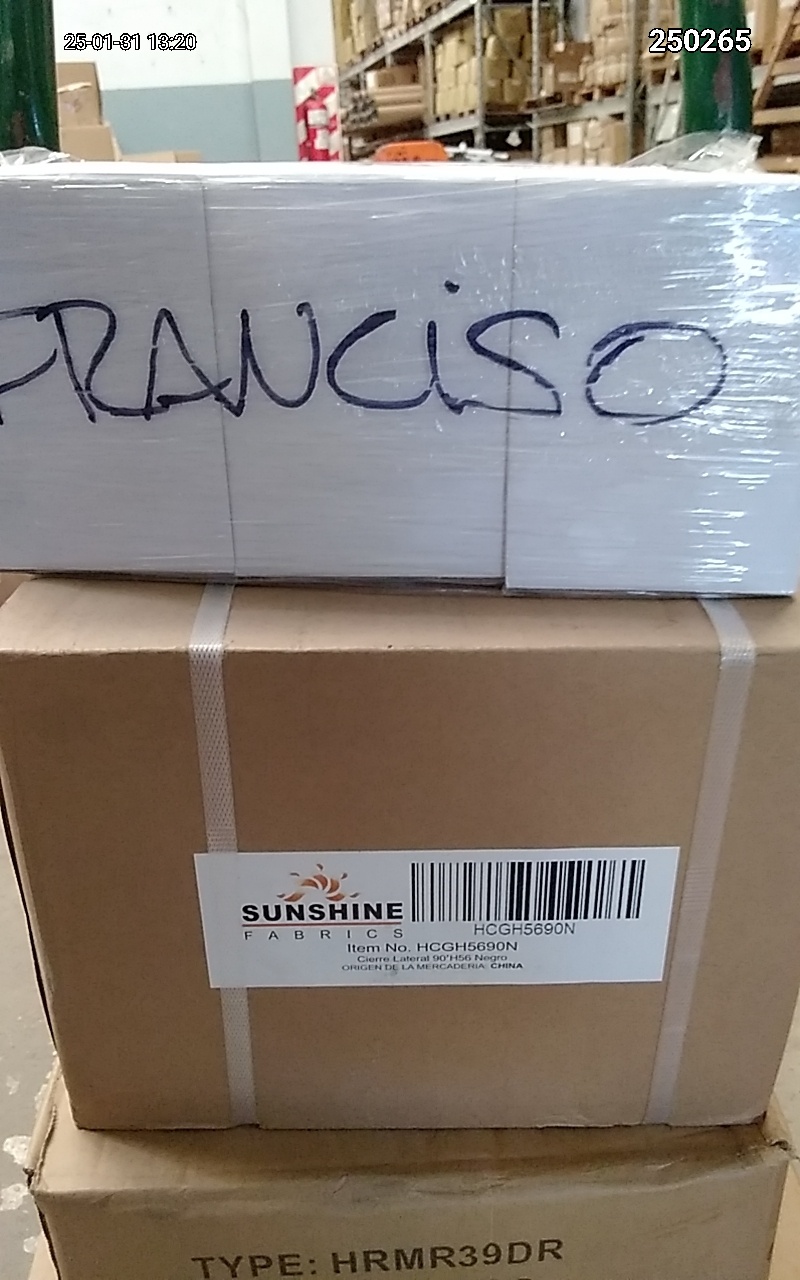 25-01-31 13:20
250265
FRANCISO
SUNSHINE
FABRICS
HCGH5690N
Item No. HCGH5690N
Cierre Lateral 90°H56 Negro
ORIGEN DE LA MERCADERIA: CHINA
TYPE: HRMR39DR